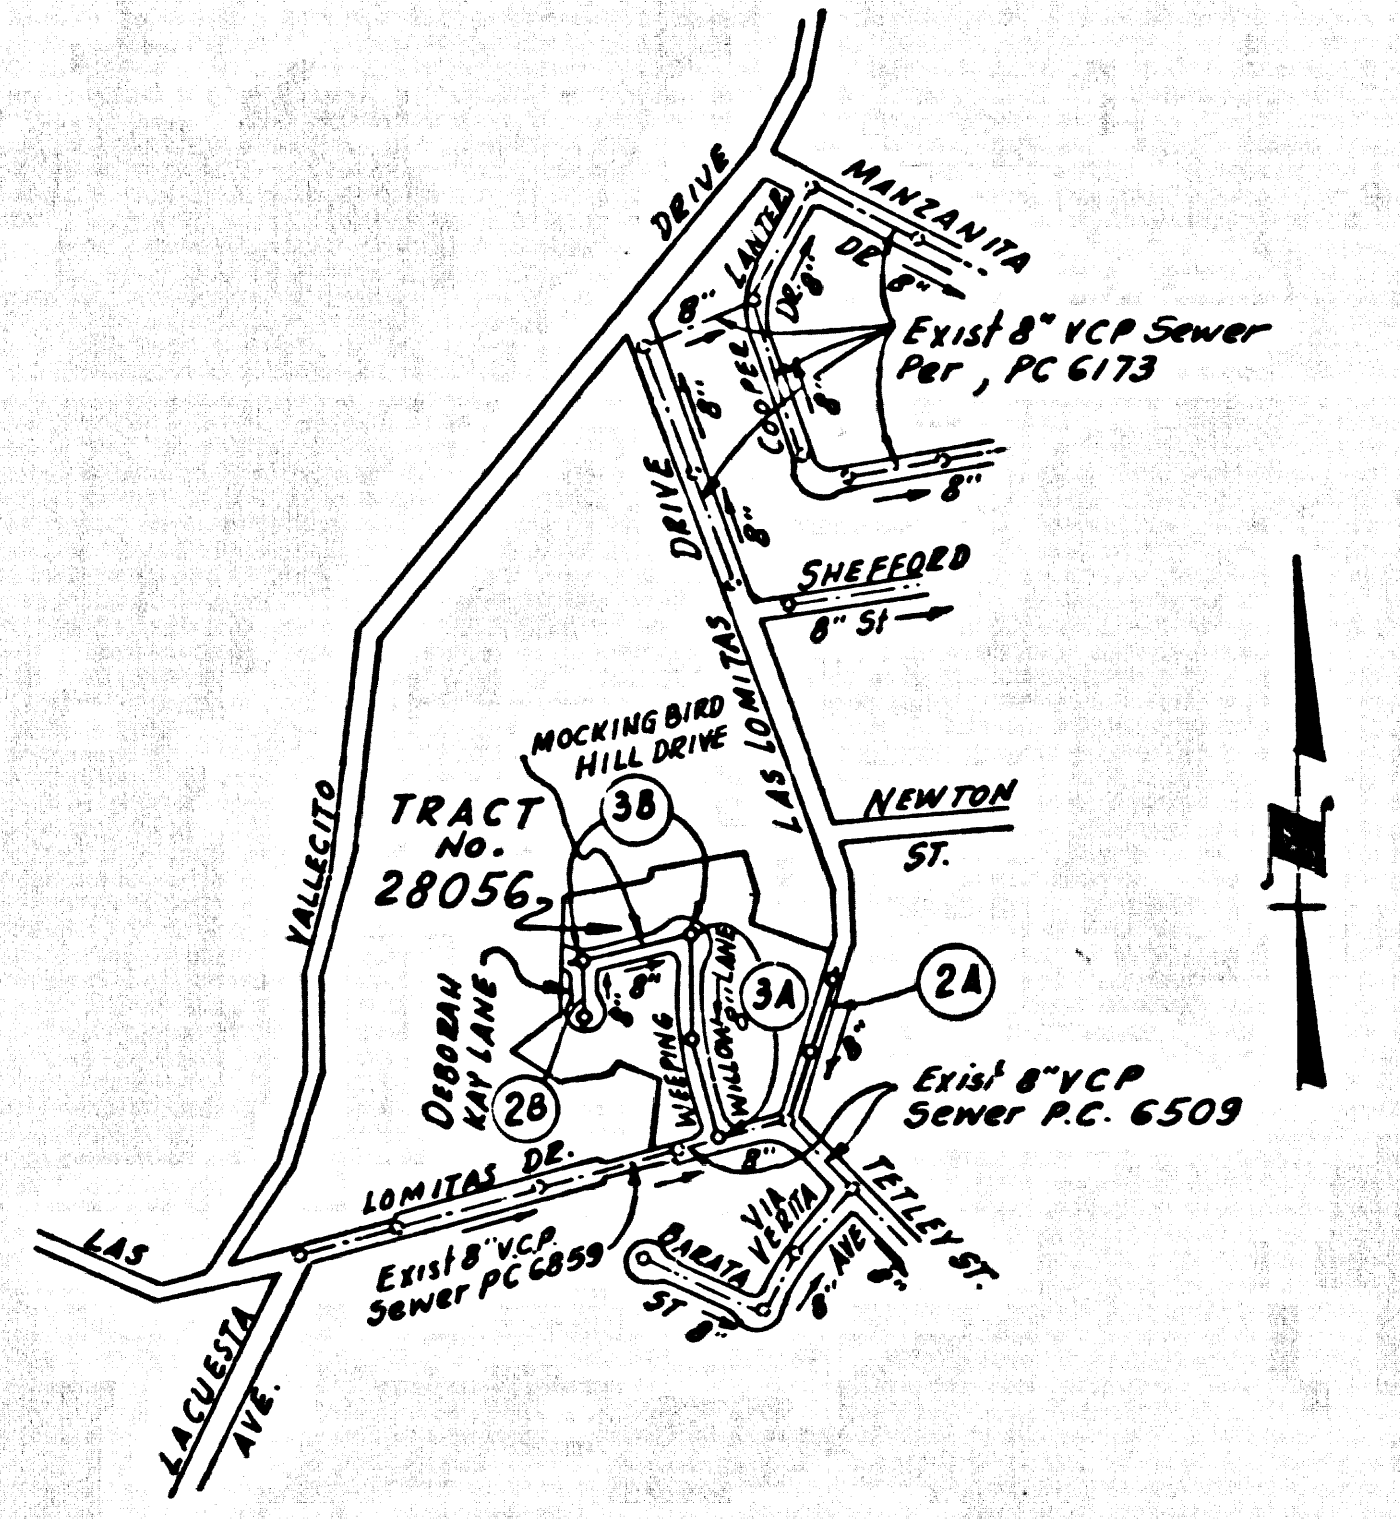 DRIVE
MANZANITA
DR
8"
LANTER
DR.
8"
8"
Exist 8" VCP Sewer
Per , PC 6173
COOPER
8"
8"
DRIVE
8"
8"
SHEFFORD
8" St
LAS LOMITAS
MOCKING BIRD
HILL DRIVE
3B
TRACT
No.
28056
NEWTON
ST.
VALLECITO
DEBORAH
KAY LANE
8"
8"
WEEPING
WILLOW LANE
8"
3A
2A
8"
2B
Exist 8" VCP
Sewer P.C. 6509
8"
LOMITAS DR.
LAS
Exist 8" V.C.P.
Sewer PC 6859
TETLEY ST.
VIA
VERITA
AVE
8"
8"
BARATA
ST
8"
LACUESTA
AVE.
N